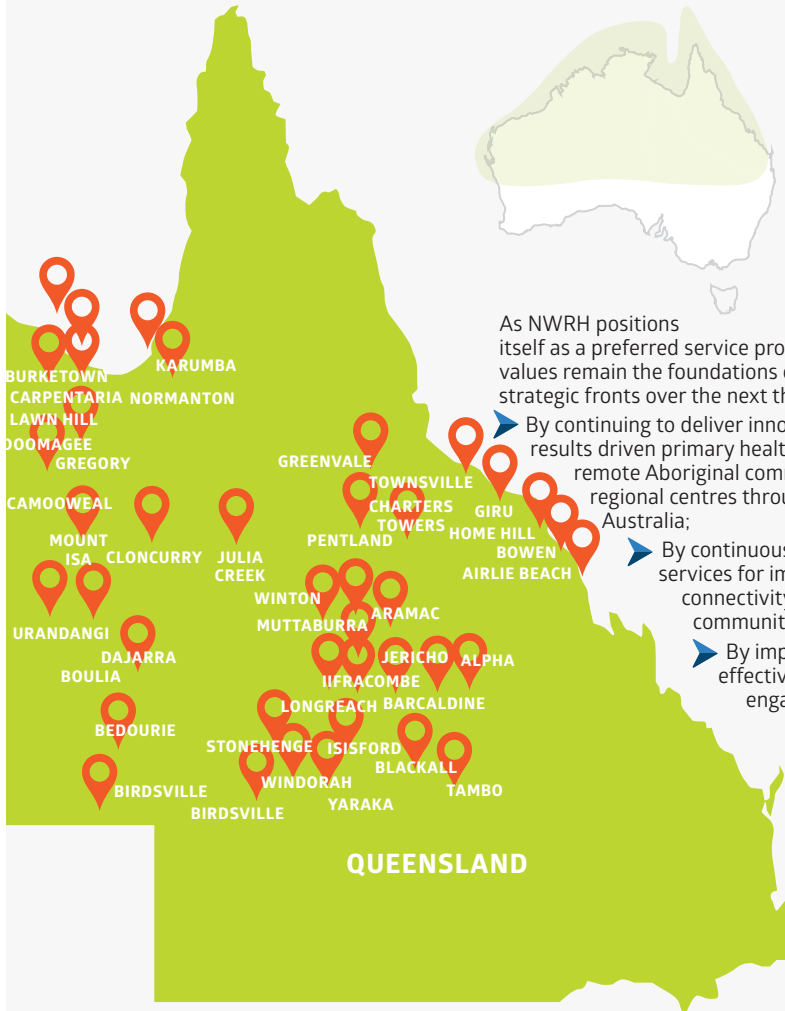 KARUMBA
BURKETOWN
CARPENTARIA
NORMANTON
LAWN HILL
DOOMAGEE
GREGORY
CAMOOWEAL
MOUNT
ISA
CLONCURRY
JULIA
CREEK
GREENVALE
TOWNSVILLE
CHARTERS
TOWERS
PENTLAND
GIRU
HOME HILL
BOWEN
AIRLIE BEACH
URANDANGI
DAJARRA
BOULIA
WINTON
MUTTABURRA
ARAMAC
JERICHO
ALPHA
IIFRACOMBE
LONGREACH
BARCALDINE
BEDOURIE
STONEHENGE
ISISFORD
BLACKALL
WINDORAH
YARAKA
TAMBO
BIRDSVILLE
BIRDSVILLE
QUEENSLAND
As NWRH positions
itself as a preferred service pro
values remain the foundations
strategic fronts over the next th
By continuing to deliver inno
results driven primary healt
remote Aboriginal com
regional centres throu
Australia;
By continuous
services for im
connectivity
communit
By imp
effectiv
enga